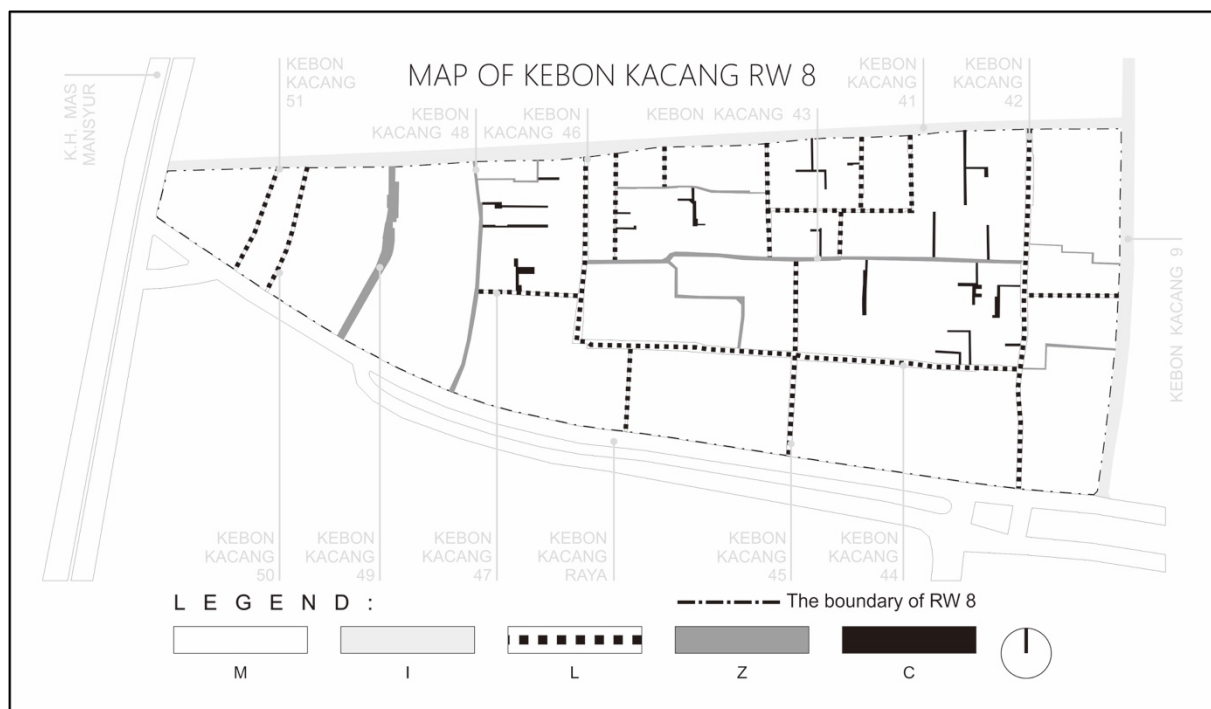 MAP OF KEBON KACANG RW 8
K.H. MAS
MANSYUR
KEBON
KACANG
51
KEBON
KACANG 48
KEBON
KACANG 46
KEBON KACANG 43
KEBON
KACANG
41
KEBON
KACANG
42
KEBON KACANG 9
KEBON
KACANG
50
KEBON
KACANG
49
KEBON
KACANG
47
KEBON
KACANG
RAYA
KEBON
KACANG
45
KEBON
KACANG
44
LEGEND:
The boundary of RW 8
M
I
L
Z
C